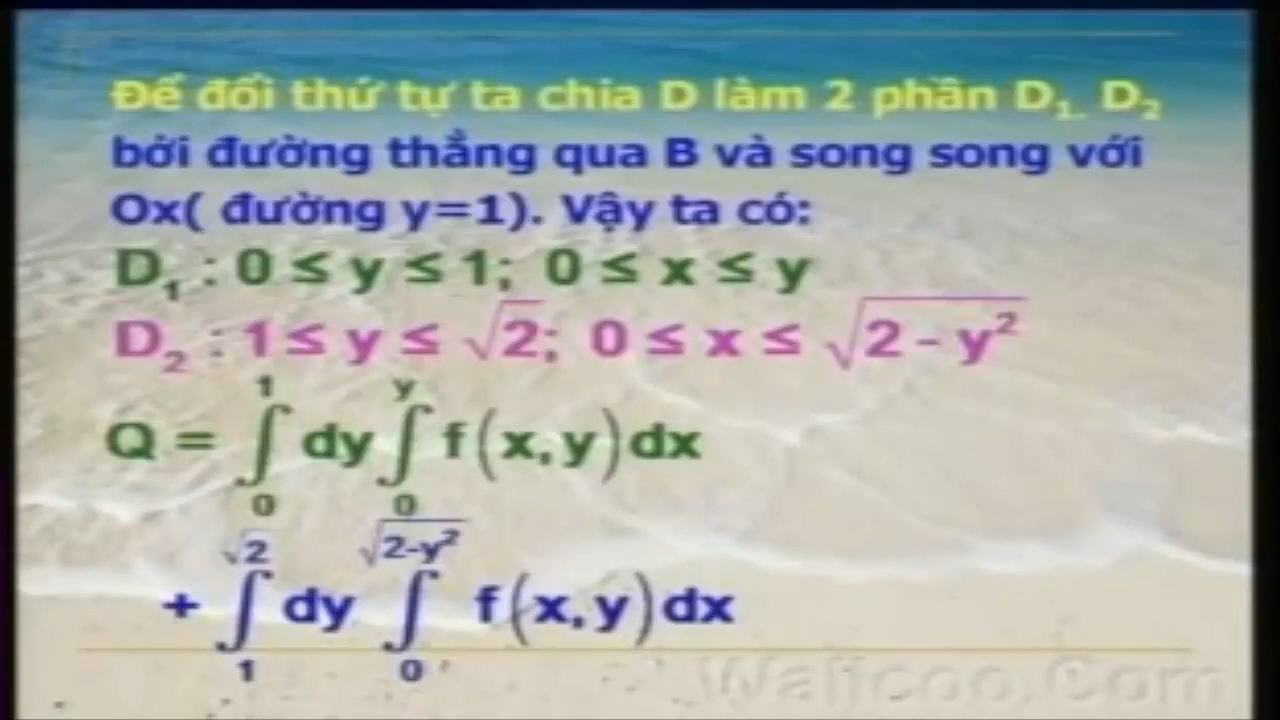 Để đổi thứ tự ta chia D làm 2 phần D₁, D₂
bởi đường thẳng qua B và song song với
Ox( đường y=1). Vậy ta có:
D₁ : 0 ≤ y ≤ 1; 0 ≤ x ≤ y
D₂ : 1 ≤ y ≤ √2; 0 ≤ x ≤ √(2 - y²)
Q = ∫₀¹ dy ∫₀ʸ f(x,y)dx
+ ∫₁^√2 dy ∫₀^√(2-y²) f(x,y)dx
Walicoo.Com